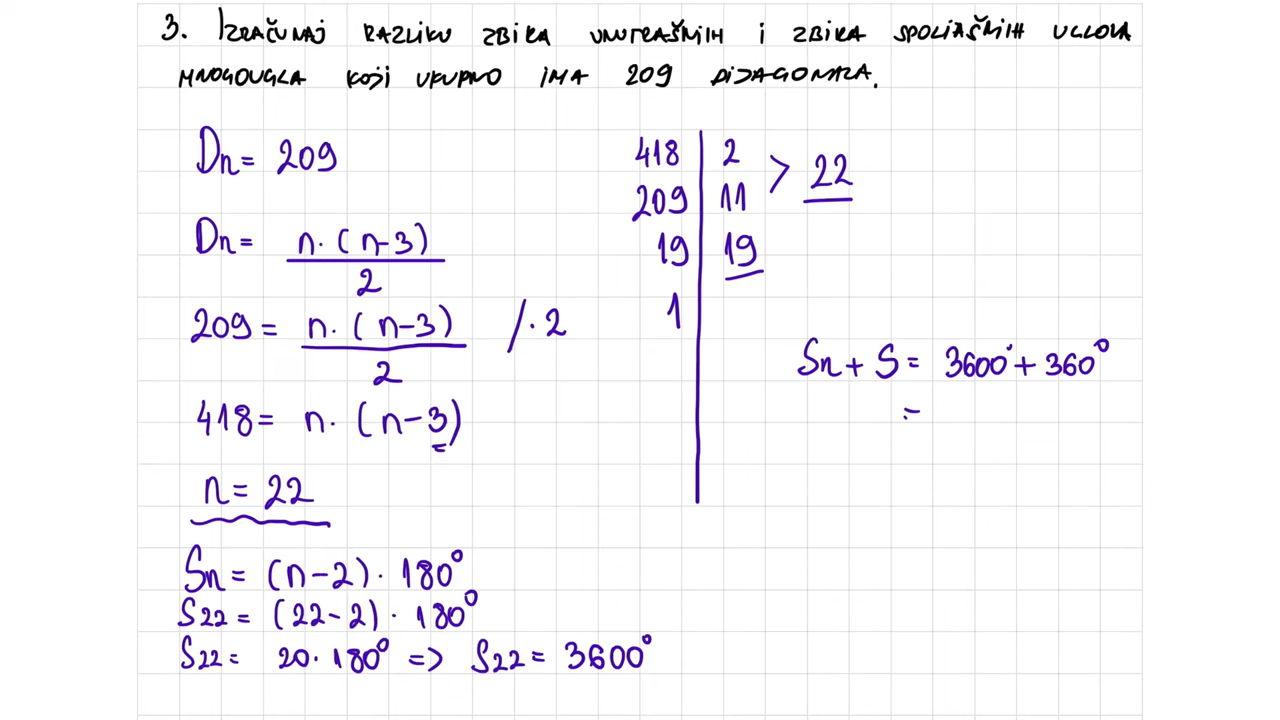 3. IZRAČUNAJ RAZLIKU ZBIRA UNUTRAŠNJIH I ZBIRA SPOLJAŠNJIH UGLOVA
MNOGOUGLA KOJI UKUPNO IMA 209 DIJAGONALA.
Dn = 209
Dn = n·(n-3)/2
209 = n·(n-3)/2 /·2
418 = n·(n-3)
n = 22
Sn = (n-2)·180°
S22 = (22-2)·180°
S22 = 20·180° => S22 = 3600°
418 | 2 > 22
209 | 11
19 | 19
1 |
Sn + S = 3600° + 360°
=